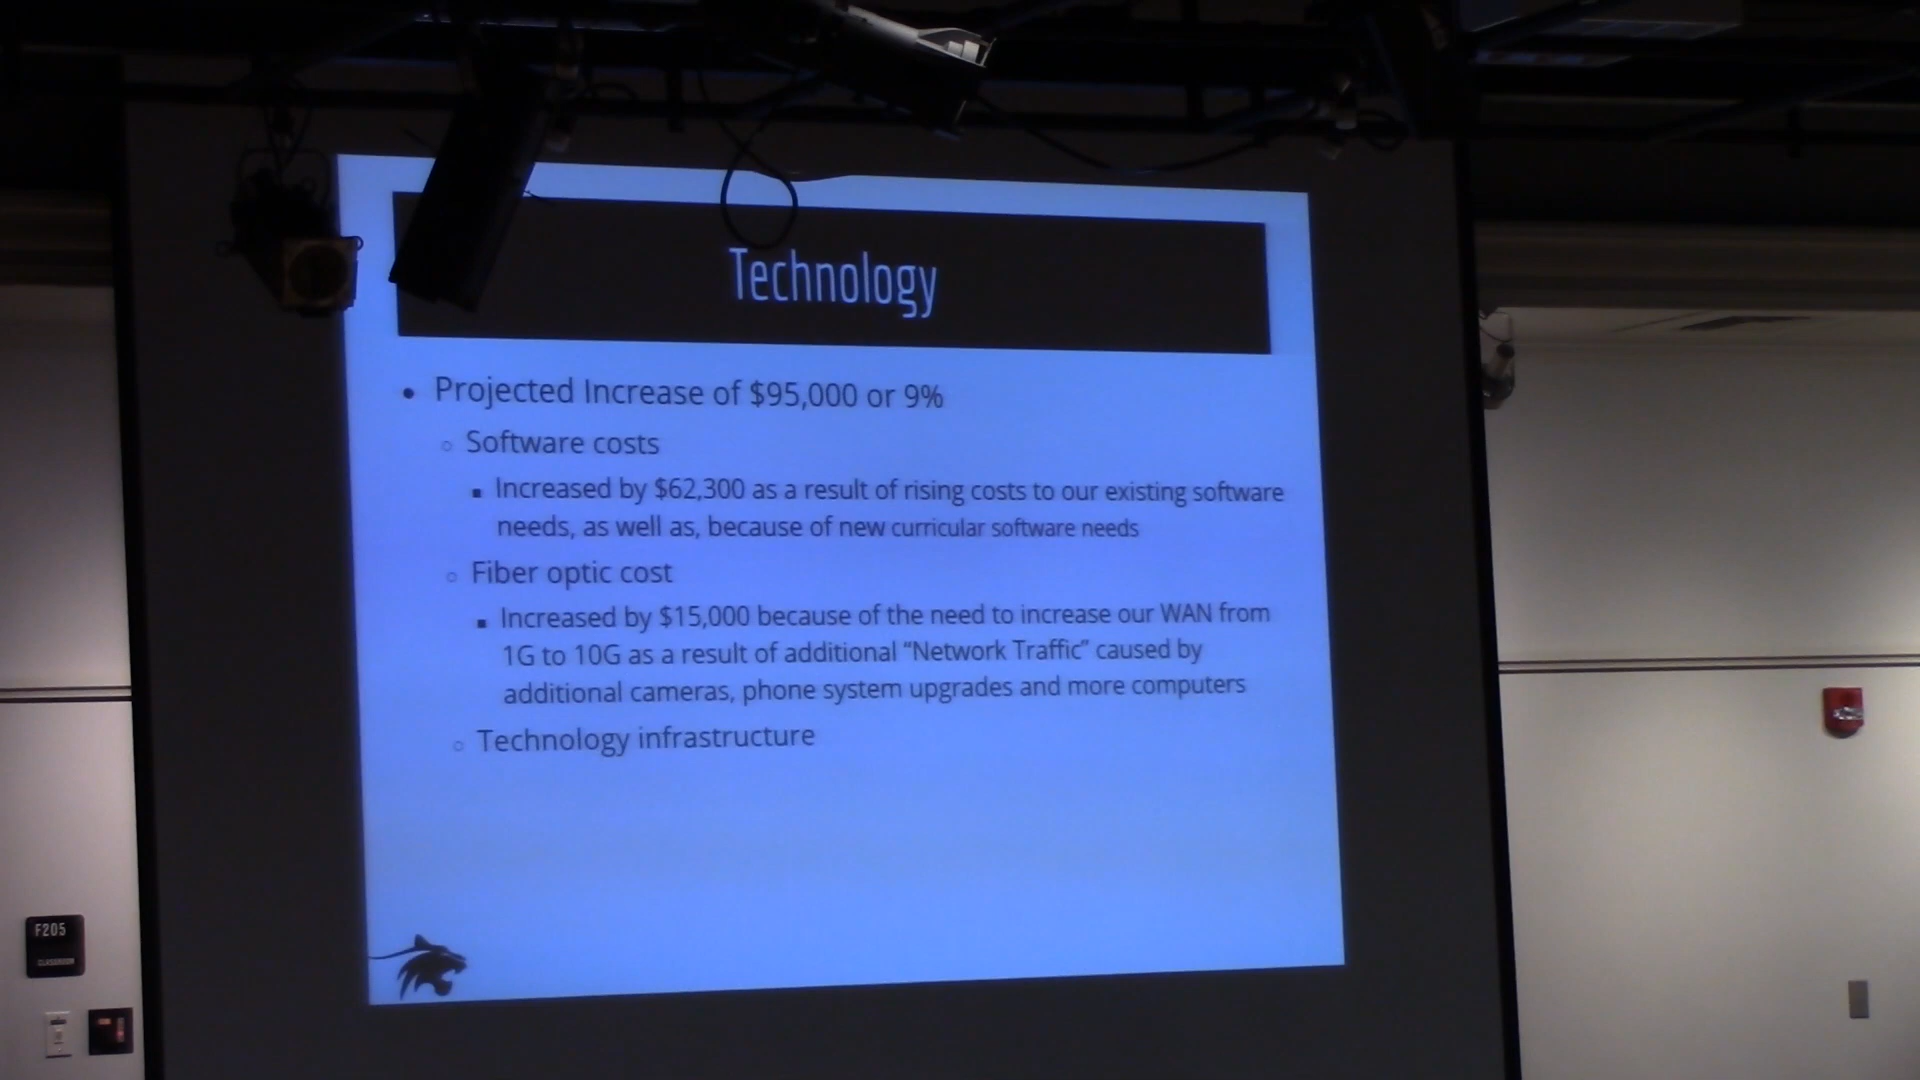 Technology
• Projected Increase of $95,000 or 9%
○ Software costs
▪ Increased by $62,300 as a result of rising costs to our existing software
needs, as well as, because of new curricular software needs
○ Fiber optic cost
▪ Increased by $15,000 because of the need to increase our WAN from
1G to 10G as a result of additional “Network Traffic” caused by
additional cameras, phone system upgrades and more computers
○ Technology infrastructure
F205
CLASSROOM